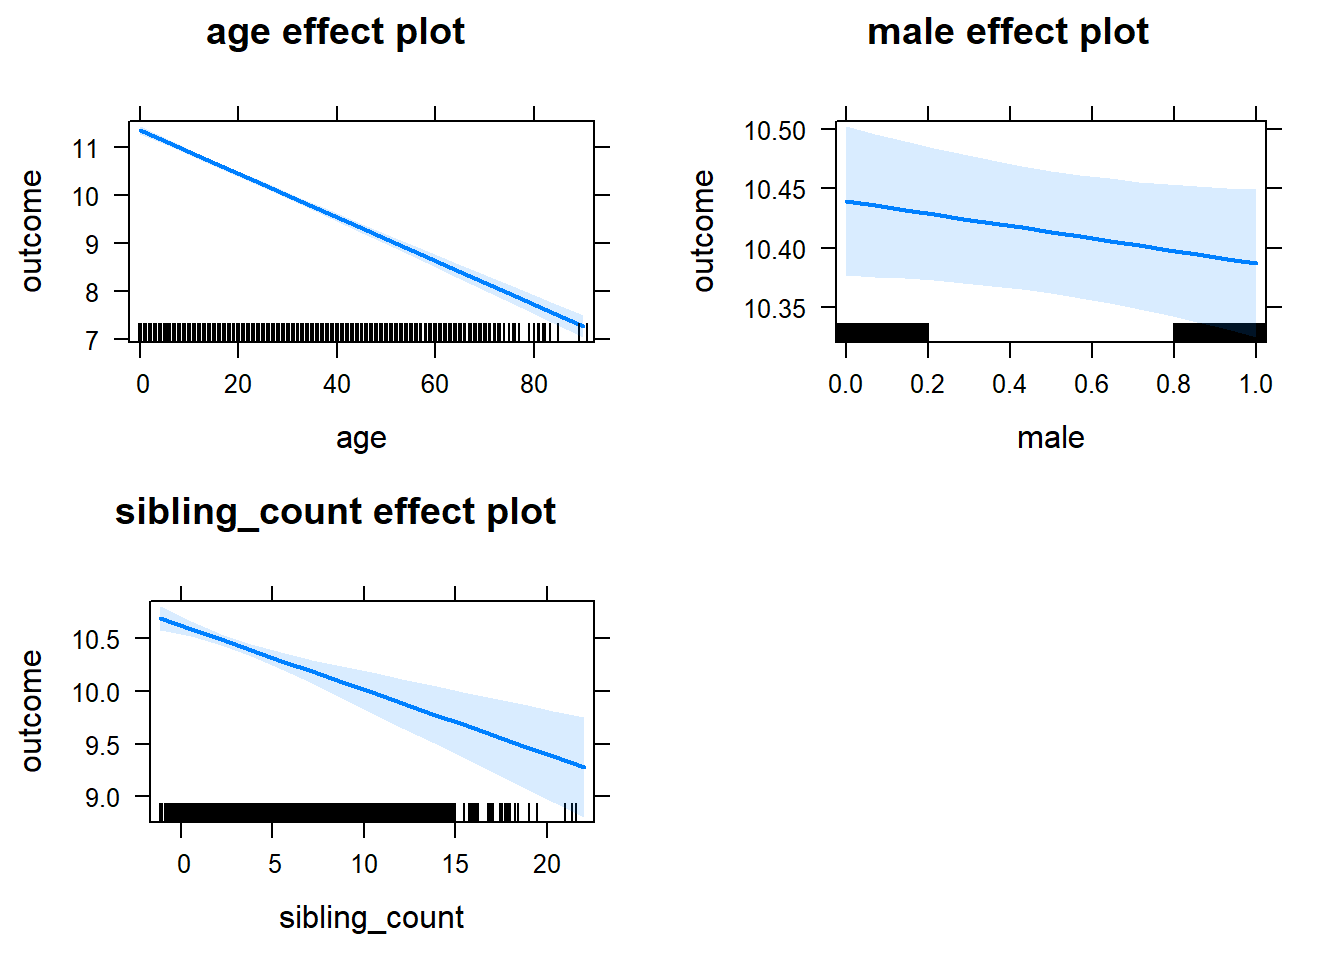 age effect plot
outcome
11
10
9
8
7
0 20 40 60 80
age
male effect plot
outcome
10.50
10.45
10.40
10.35
0.0 0.2 0.4 0.6 0.8 1.0
male
sibling_count effect plot
outcome
10.5
10.0
9.5
9.0
0 5 10 15 20
sibling_count